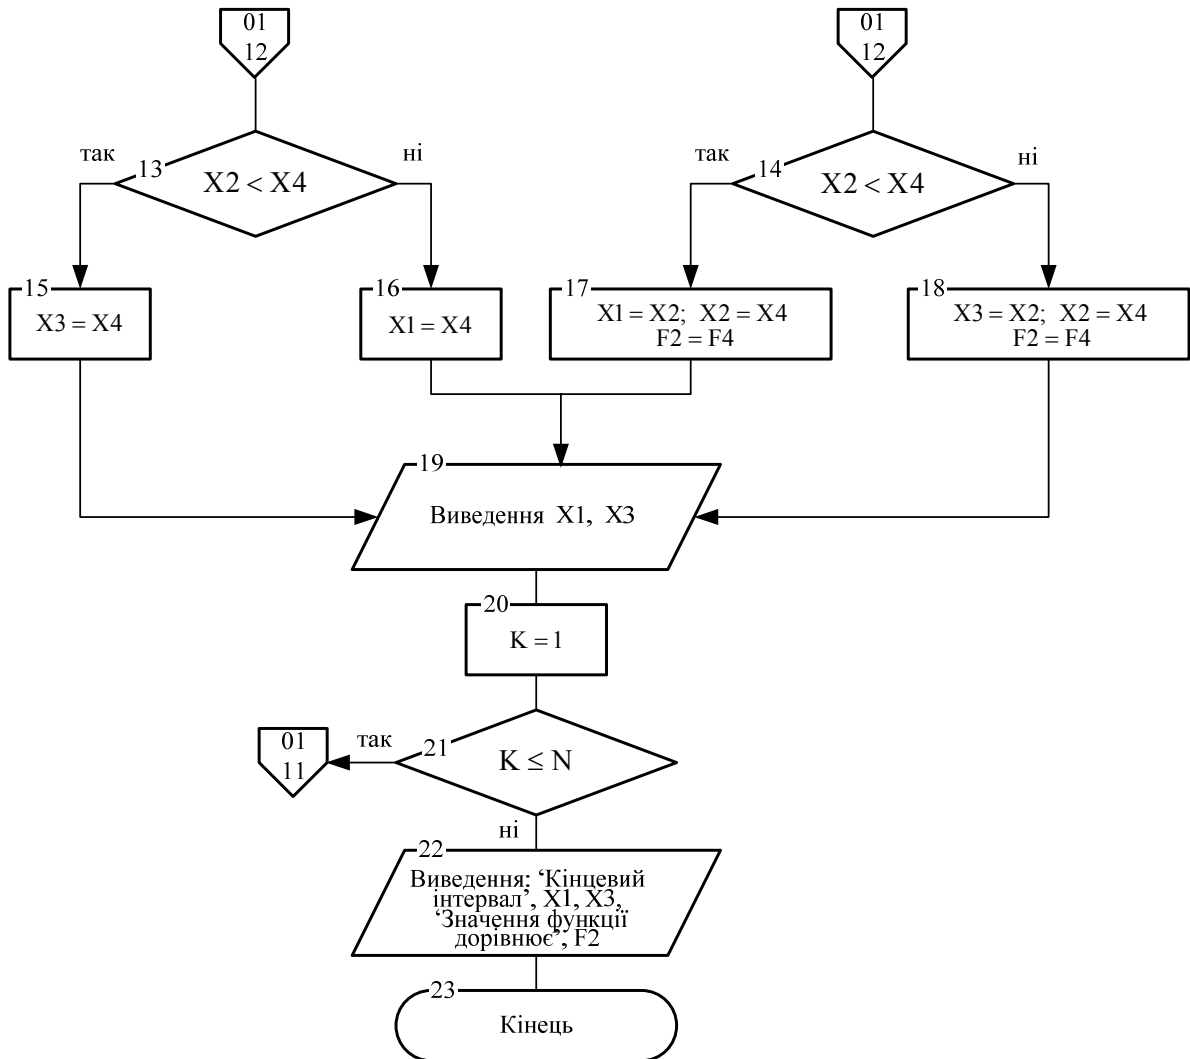 01
12
01
12
так
13
X2 < X4
ні
так
14
X2 < X4
ні
15
X3 = X4
16
X1 = X4
17
X1 = X2; X2 = X4
F2 = F4
18
X3 = X2; X2 = X4
F2 = F4
19
Виведення X1, X3
20
K = 1
01
11
так
21
K ≤ N
ні
22
Виведення: ‘Кінцевий
інтервал’, X1, X3,
‘Значення функції
дорівнює’, F2
23
Кінець